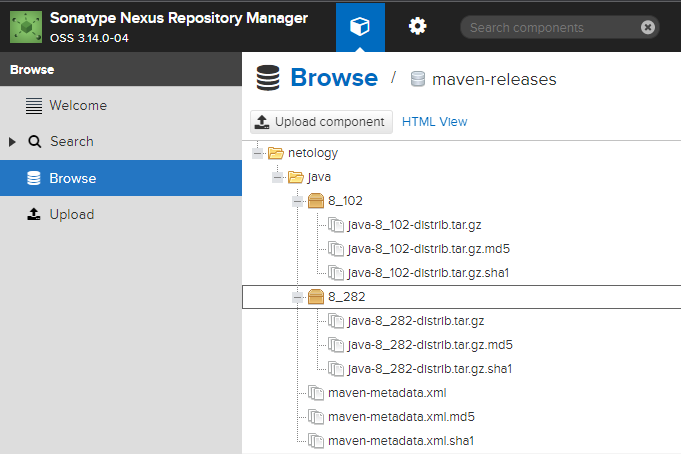 Sonatype Nexus Repository Manager
OSS 3.14.0-04
Search components
Browse
Welcome
Search
Browse
Upload
Browse / maven-releases
Upload component HTML View
netology
java
8_102
java-8_102-distrib.tar.gz
java-8_102-distrib.tar.gz.md5
java-8_102-distrib.tar.gz.sha1
8_282
java-8_282-distrib.tar.gz
java-8_282-distrib.tar.gz.md5
java-8_282-distrib.tar.gz.sha1
maven-metadata.xml
maven-metadata.xml.md5
maven-metadata.xml.sha1